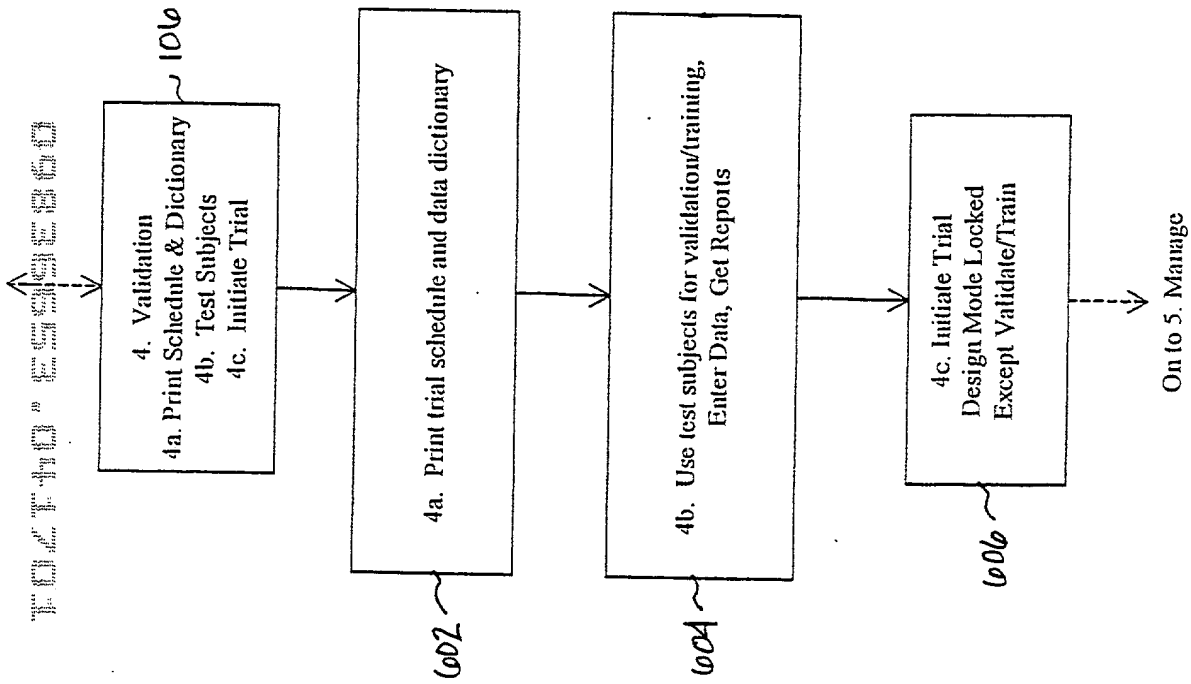 106
4. Validation
4a. Print Schedule & Dictionary
4b. Test Subjects
4c. Initiate Trial
602
4a. Print trial schedule and data dictionary
604
4b. Use test subjects for validation/training,
Enter Data, Get Reports
606
4c. Initiate Trial
Design Mode Locked
Except Validate/Train
On to 5. Manage